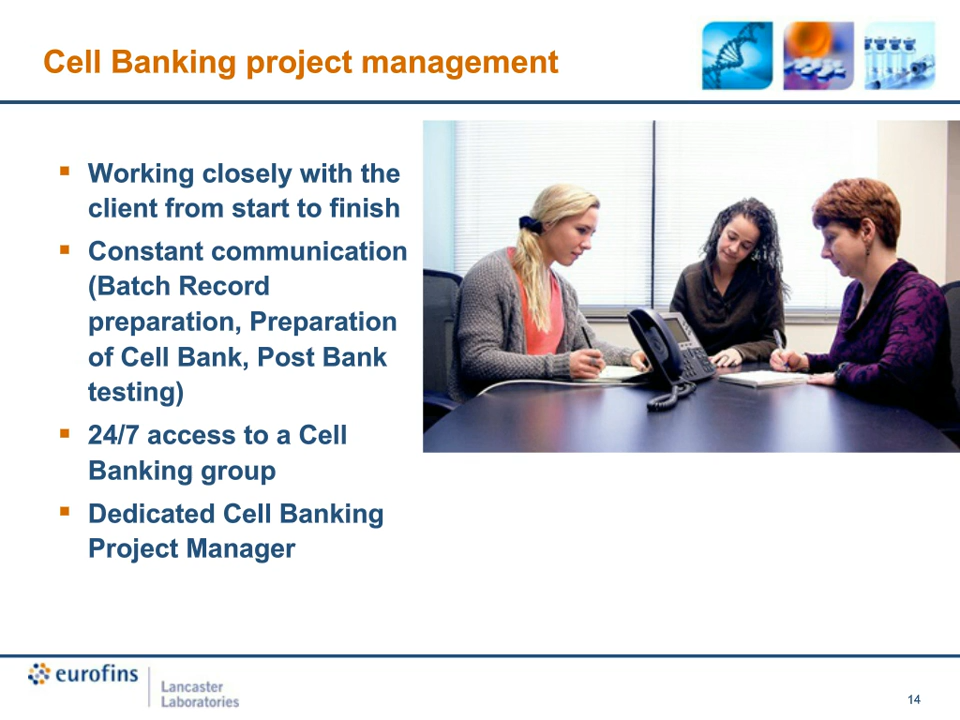 Cell Banking project management
Working closely with the
client from start to finish
Constant communication
(Batch Record
preparation, Preparation
of Cell Bank, Post Bank
testing)
24/7 access to a Cell
Banking group
Dedicated Cell Banking
Project Manager
eurofins
Lancaster
Laboratories
14